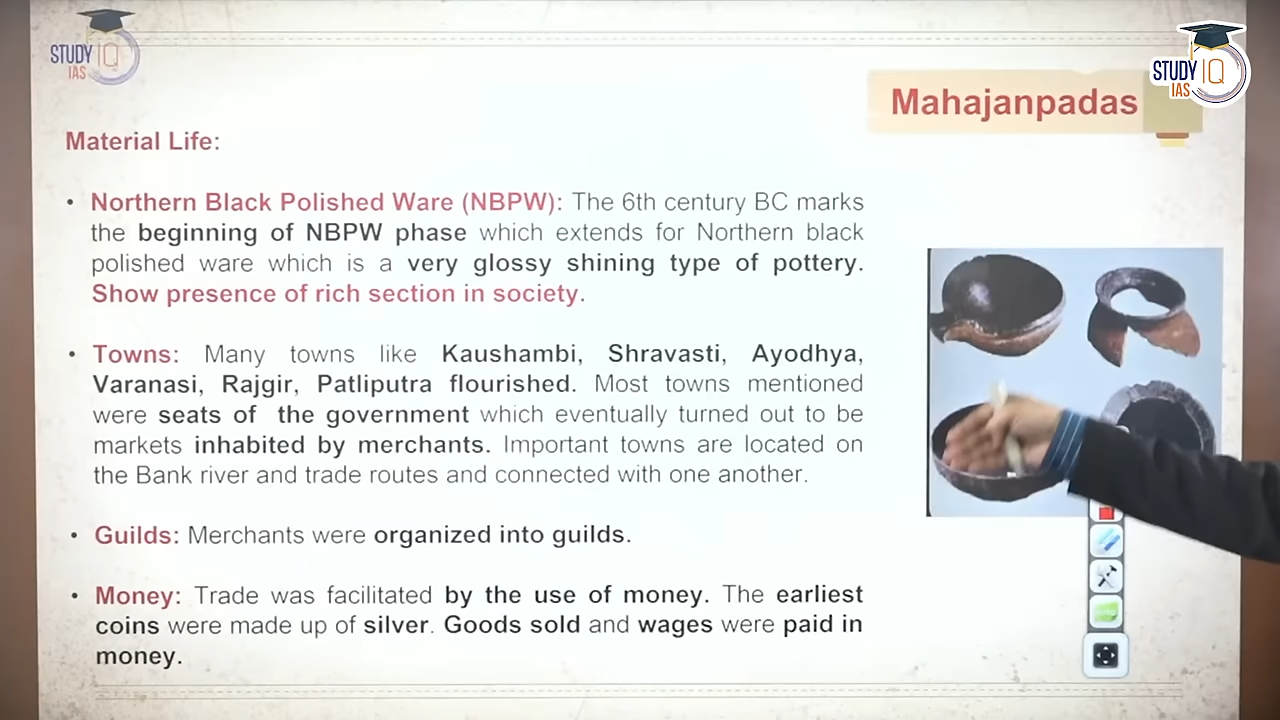 STUDY IQ
IAS
STUDY IQ
IAS
Mahajanpadas
Material Life:
• Northern Black Polished Ware (NBPW): The 6th century BC marks
the beginning of NBPW phase which extends for Northern black
polished ware which is a very glossy shining type of pottery.
Show presence of rich section in society.
• Towns: Many towns like Kaushambi, Shravasti, Ayodhya,
Varanasi, Rajgir, Patliputra flourished. Most towns mentioned
were seats of the government which eventually turned out to be
markets inhabited by merchants. Important towns are located on
the Bank river and trade routes and connected with one another.
• Guilds: Merchants were organized into guilds.
• Money: Trade was facilitated by the use of money. The earliest
coins were made up of silver. Goods sold and wages were paid in
money.